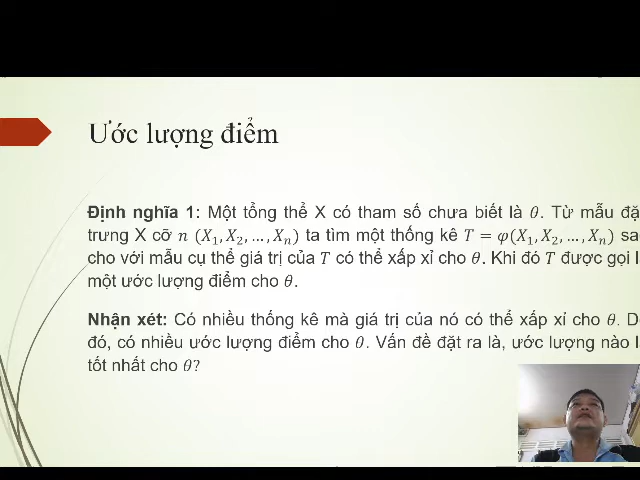 Ước lượng điểm
Định nghĩa 1: Một tổng thể X có tham số chưa biết là θ. Từ mẫu
trưng X cỡ n (X₁, X₂, ..., Xₙ) ta tìm một thống kê T = φ(X₁, X₂, ..., Xₙ)
cho với mẫu cụ thể giá trị của T có thể xấp xỉ cho θ. Khi đó T được gọi
một ước lượng điểm cho θ.
Nhận xét: Có nhiều thống kê mà giá trị của nó có thể xấp xỉ cho θ.
đó, có nhiều ước lượng điểm cho θ. Vấn đề đặt ra là, ước lượng nào
tốt nhất cho θ?